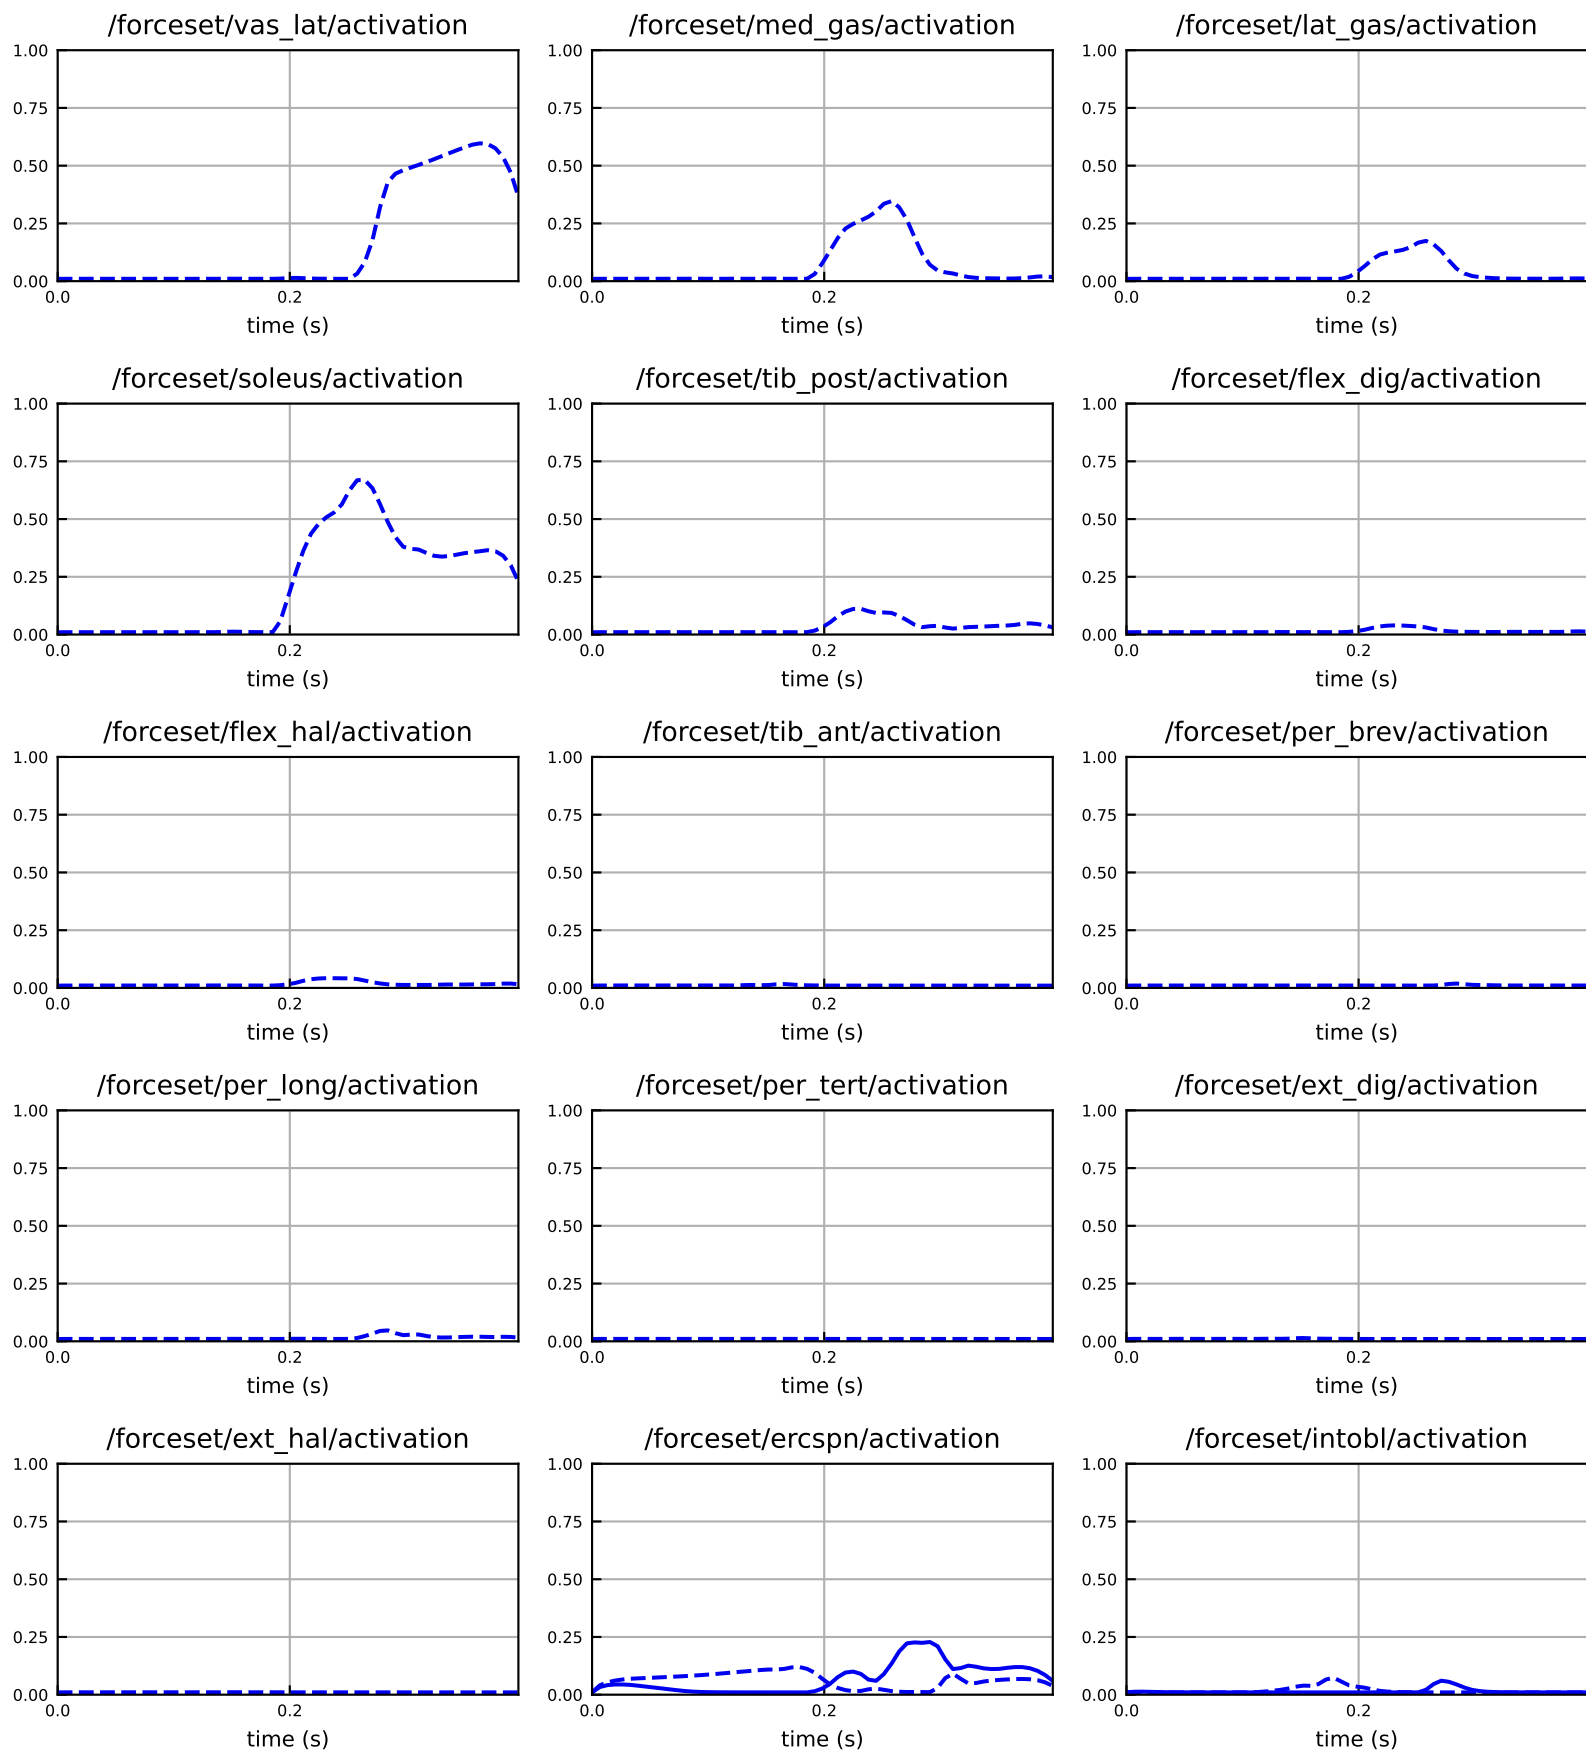 /forceset/vas_lat/activation /forceset/med_gas/activation /forceset/lat_gas/activation
1.00 1.00 1.00
0.75 0.75 0.75
0.50 0.50 0.50
0.25 0.25 0.25
0.00 0.00 0.00
0.0 0.2 0.0 0.2 0.0 0.2
time (s) time (s) time (s)
/forceset/soleus/activation /forceset/tib_post/activation /forceset/flex_dig/activation
1.00 1.00 1.00
0.75 0.75 0.75
0.50 0.50 0.50
0.25 0.25 0.25
0.00 0.00 0.00
0.0 0.2 0.0 0.2 0.0 0.2
time (s) time (s) time (s)
/forceset/flex_hal/activation /forceset/tib_ant/activation /forceset/per_brev/activation
1.00 1.00 1.00
0.75 0.75 0.75
0.50 0.50 0.50
0.25 0.25 0.25
0.00 0.00 0.00
0.0 0.2 0.0 0.2 0.0 0.2
time (s) time (s) time (s)
/forceset/per_long/activation /forceset/per_tert/activation /forceset/ext_dig/activation
1.00 1.00 1.00
0.75 0.75 0.75
0.50 0.50 0.50
0.25 0.25 0.25
0.00 0.00 0.00
0.0 0.2 0.0 0.2 0.0 0.2
time (s) time (s) time (s)
/forceset/ext_hal/activation /forceset/ercspn/activation /forceset/intobl/activation
1.00 1.00 1.00
0.75 0.75 0.75
0.50 0.50 0.50
0.25 0.25 0.25
0.00 0.00 0.00
0.0 0.2 0.0 0.2 0.0 0.2
time (s) time (s) time (s)